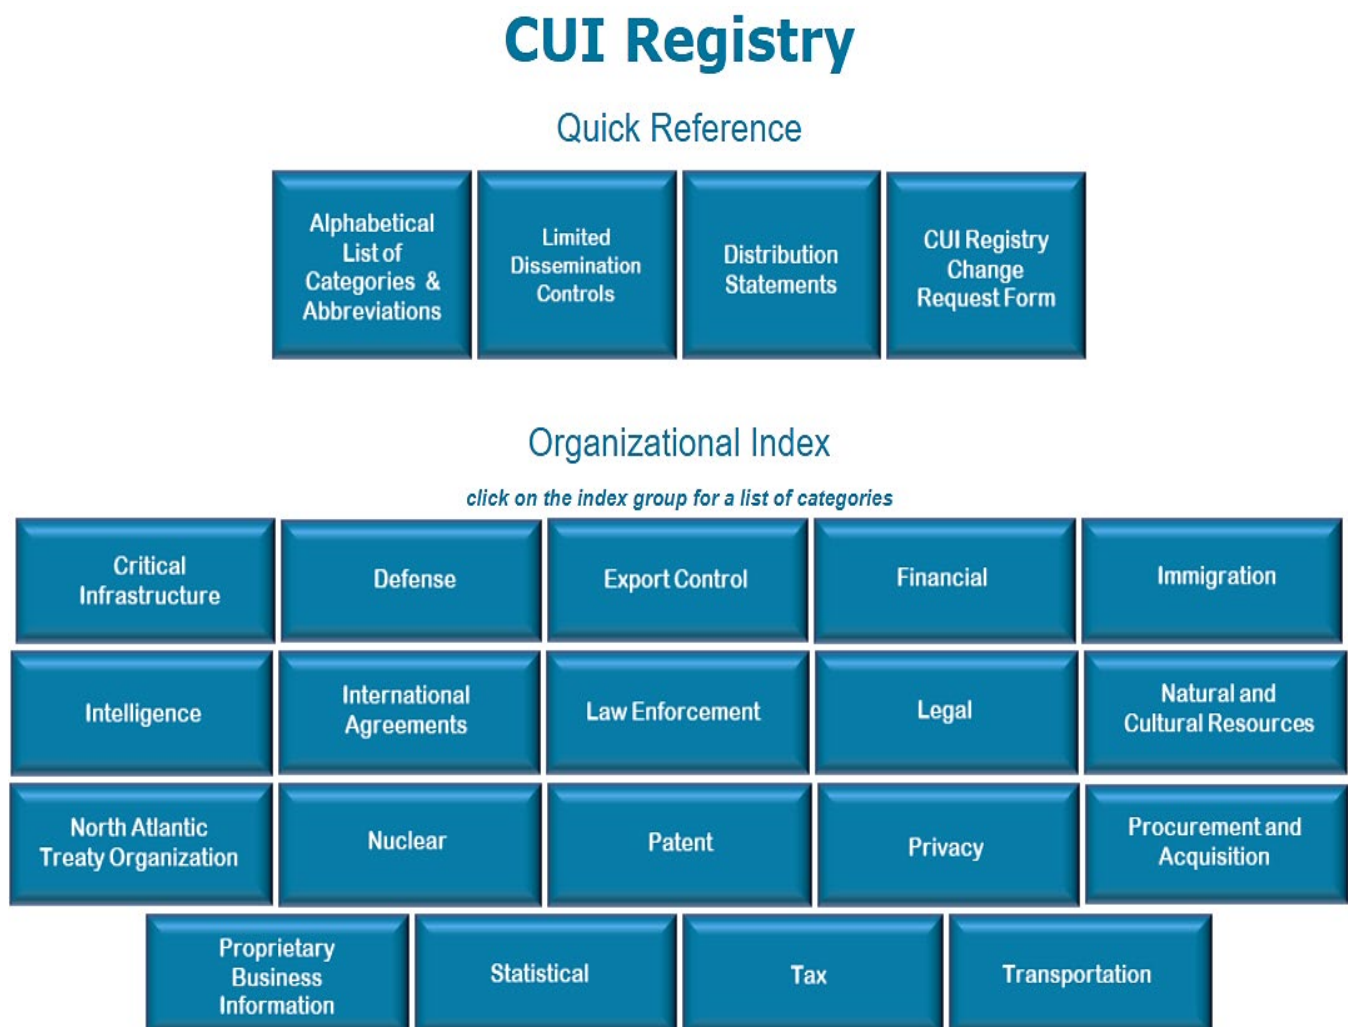 CUI Registry
Quick Reference
Alphabetical
List of
Categories &
Abbreviations
Limited
Dissemination
Controls
Distribution
Statements
CUI Registry
Change
Request Form
Organizational Index
click on the index group for a list of categories
Critical
Infrastructure
Defense
Export Control
Financial
Immigration
Intelligence
International
Agreements
Law Enforcement
Legal
Natural and
Cultural Resources
North Atlantic
Treaty Organization
Nuclear
Patent
Privacy
Procurement and
Acquisition
Proprietary
Business
Information
Statistical
Tax
Transportation